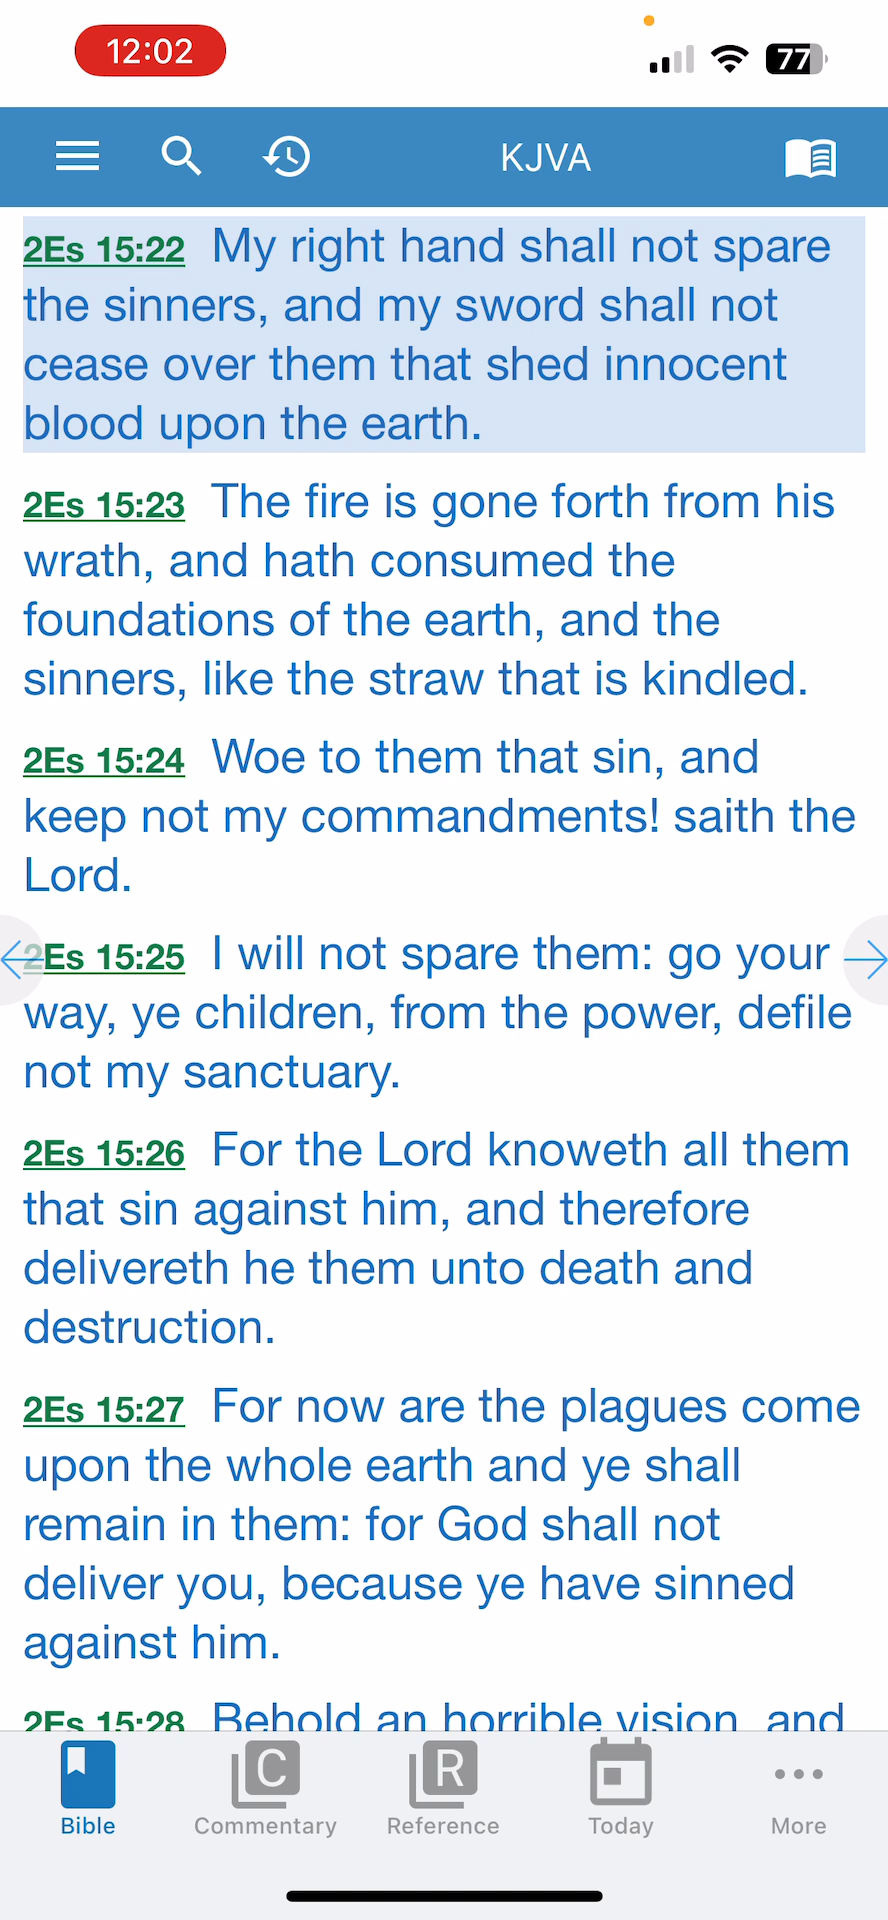 12:02
77
KJVA
2Es 15:22 My right hand shall not spare
the sinners, and my sword shall not
cease over them that shed innocent
blood upon the earth.
2Es 15:23 The fire is gone forth from his
wrath, and hath consumed the
foundations of the earth, and the
sinners, like the straw that is kindled.
2Es 15:24 Woe to them that sin, and
keep not my commandments! saith the
Lord.
2Es 15:25 I will not spare them: go your
way, ye children, from the power, defile
not my sanctuary.
2Es 15:26 For the Lord knoweth all them
that sin against him, and therefore
delivereth he them unto death and
destruction.
2Es 15:27 For now are the plagues come
upon the whole earth and ye shall
remain in them: for God shall not
deliver you, because ye have sinned
against him.
2Es 15:28 Behold an horrible vision, and
C
R
Bible
Commentary
Reference
Today
More